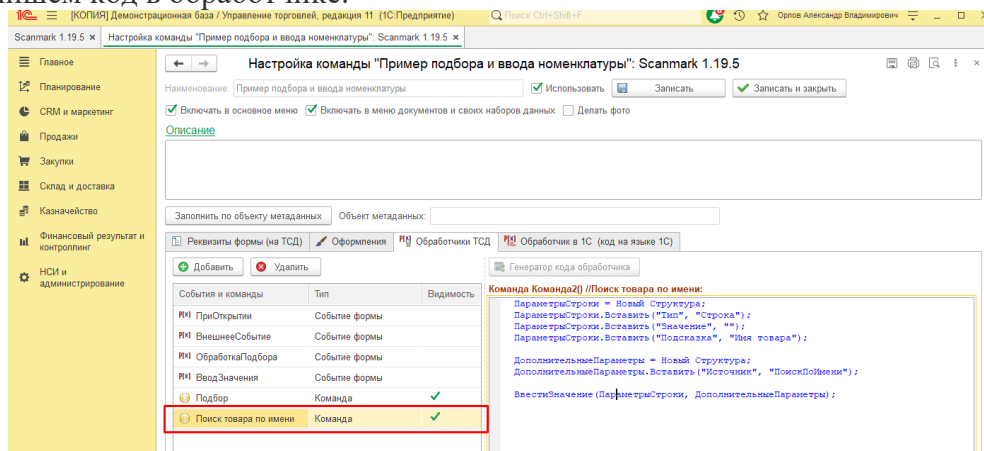 пишем код в обработчике.
[КОПИЯ] Демонстрационная база / Управление торговлей, редакция 11 (1С:Предприятие)
Поиск Ctrl+Shift+F
Орлов Александр Владимирович
Scanmark 1.19.5 ×
Настройка команды "Пример подбора и ввода номенклатуры": Scanmark 1.19.5 ×
Главное
Планирование
CRM и маркетинг
Продажи
Закупки
Склад и доставка
Казначейство
Финансовый результат и
контроллинг
НСИ и
администрирование
Настройка команды "Пример подбора и ввода номенклатуры": Scanmark 1.19.5
Наименование: Пример подбора и ввода номенклатуры
Использовать
Записать
Записать и закрыть
Включать в основное меню
Включать в меню документов и своих наборов данных
Делать фото
Описание
Заполнить по объекту метаданных
Объект метаданных:
Реквизиты формы (на ТСД)
Оформления
Обработчики ТСД
Обработчик в 1С (код на языке 1С)
Добавить
Удалить
Генератор кода обработчика
События и команды Тип Видимость
ПриОткрытии Событие формы
ВнешнееСобытие Событие формы
ОбработкаПодбора Событие формы
ВводЗначения Событие формы
Подбор Команда
Поиск товара по имени Команда
Команда Команда2() //Поиск товара по имени:
ПараметрыСтроки = Новый Структура;
ПараметрыСтроки.Вставить("Тип", "Строка");
ПараметрыСтроки.Вставить("Значение", "");
ПараметрыСтроки.Вставить("Подсказка", "Имя товара");
ДополнительныеПараметры = Новый Структура;
ДополнительныеПараметры.Вставить("Источник", "ПоискПоИмени");
ВвестиЗначение(ПараметрыСтроки, ДополнительныеПараметры);